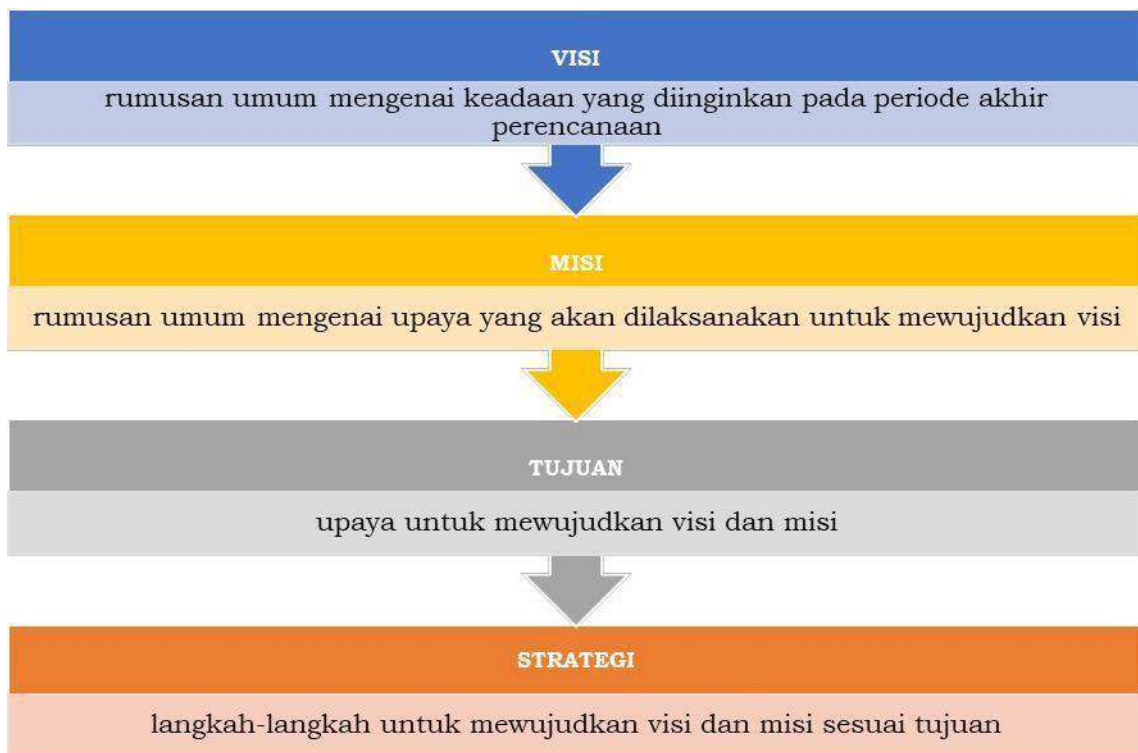 VISI
rumusan umum mengenai keadaan yang diinginkan pada periode akhir
perencanaan
MISI
rumusan umum mengenai upaya yang akan dilaksanakan untuk mewujudkan visi
TUJUAN
upaya untuk mewujudkan visi dan misi
STRATEGI
langkah-langkah untuk mewujudkan visi dan misi sesuai tujuan